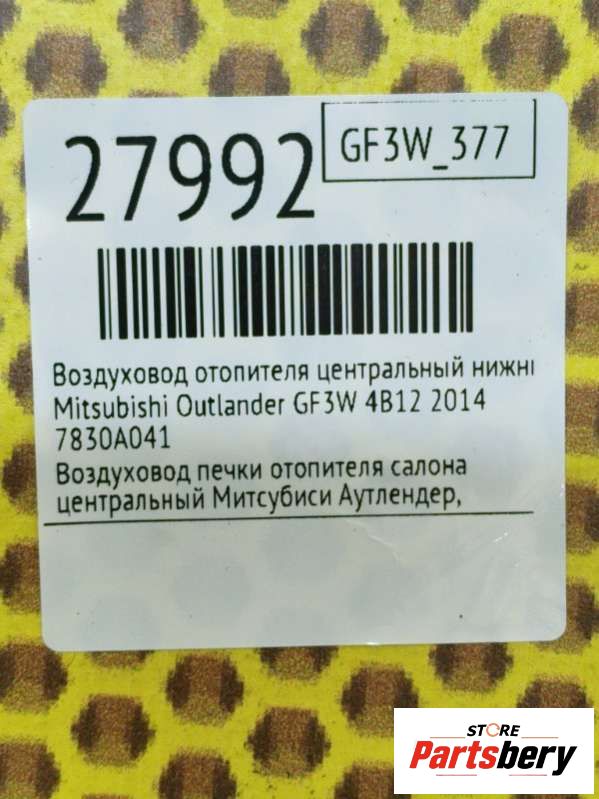 27992
GF3W_377
Воздуховод отопителя центральный нижни
Mitsubishi Outlander GF3W 4B12 2014
7830A041
Воздуховод печки отопителя салона
центральный Митсубиси Аутлендер,
STORE
Partsbery